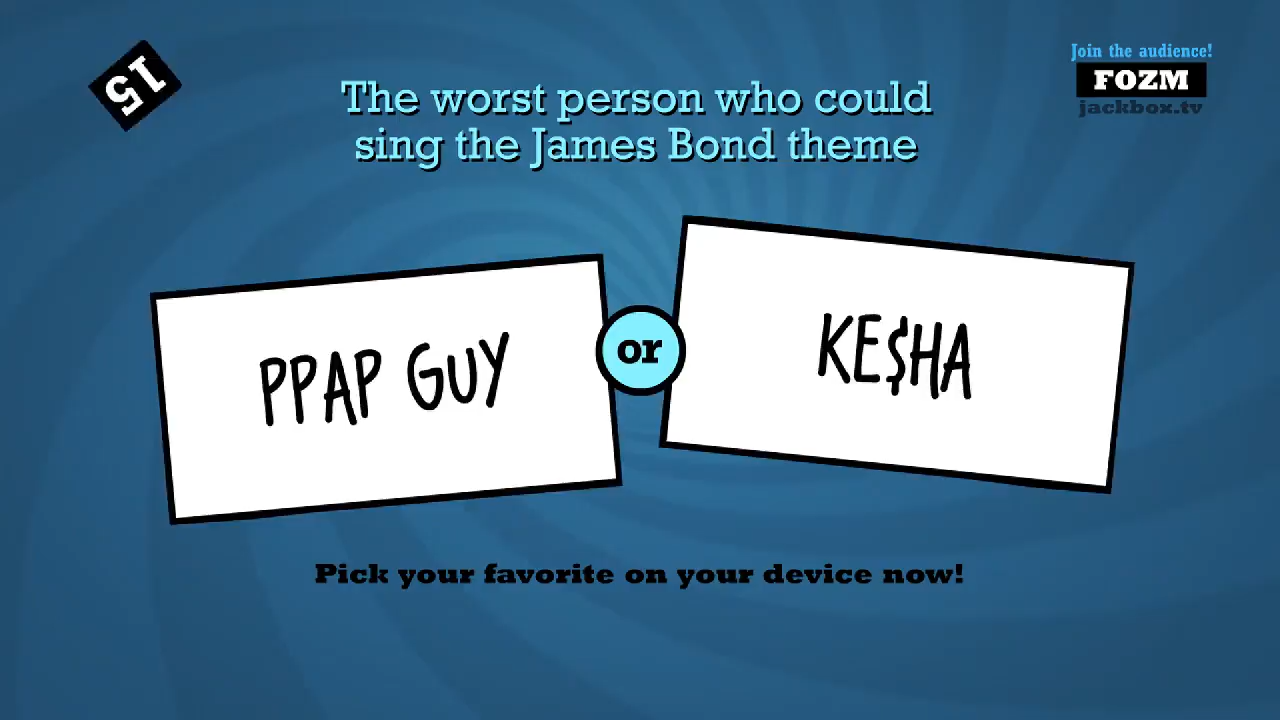 15
Join the audience!
FOZM
jackbox.tv
The worst person who could
sing the James Bond theme
PPAP GUY
or
KE$HA
Pick your favorite on your device now!